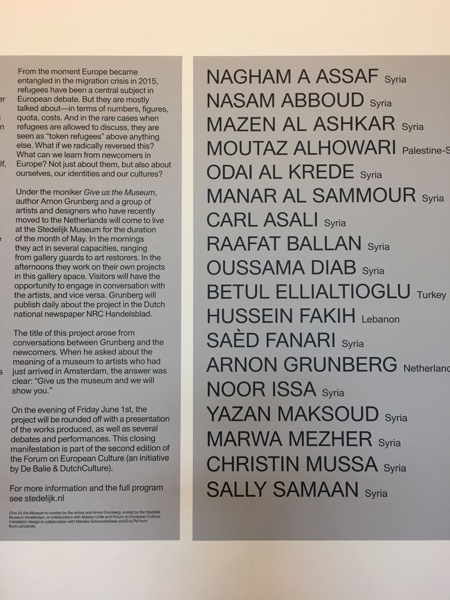 From the moment Europe became
entangled in the migration crisis in 2015,
refugees have been a central subject in
European debate. But they are mostly
talked about—in terms of numbers, figures,
quota, costs. And in the rare cases when
refugees are allowed to discuss, they are
seen as "token refugees" above anything
else. What if we radically reversed this?
What can we learn from newcomers in
Europe? Not just about them, but also about
ourselves, our identities and our cultures?
Under the moniker Give us the Museum,
author Arnon Grunberg and a group of
artists and designers who have recently
moved to the Netherlands will come to live
at the Stedelijk Museum for the duration
of the month of May. In the mornings
they act in several capacities, ranging
from gallery guards to art restorers. In the
afternoons they work on their own projects
in this gallery space. Visitors will have the
opportunity to engage in conversation with
the artists, and vice versa. Grunberg will
publish daily about the project in the Dutch
national newspaper NRC Handelsblad.
The title of this project arose from
conversations between Grunberg and the
newcomers. When he asked about the
meaning of a museum to artists who had
just arrived in Amsterdam, the answer was
clear: "Give us the museum and we will
show you."
On the evening of Friday June 1st, the
project will be rounded off with a presentation
of the works produced, as well as several
debates and performances. This closing
manifestation is part of the second edition of
the Forum on European Culture (an initiative
by De Balie & DutchCulture).
For more information and the full program
see stedelijk.nl
Give us the Museum is curated by the artists and Arnon Grunberg, invited by the Stedelijk
Museum Amsterdam, in collaboration with Makers Unite and Forum on European Culture.
Installation design in collaboration with
NAGHAM A ASSAF Syria
NASAM ABBOUD Syria
MAZEN AL ASHKAR Syria
MOUTAZ ALHOWARI Palestine-S
ODAI AL KREDE Syria
MANAR AL SAMMOUR Syria
CARL ASALI Syria
RAAFAT BALLAN Syria
OUSSAMA DIAB Syria
BETUL ELLIALTIOGLU Turkey
HUSSEIN FAKIH Lebanon
SAÈD FANARI Syria
ARNON GRUNBERG Netherland
NOOR ISSA Syria
YAZAN MAKSOUD Syria
MARWA MEZHER Syria
CHRISTIN MUSSA Syria
SALLY SAMAAN Syria